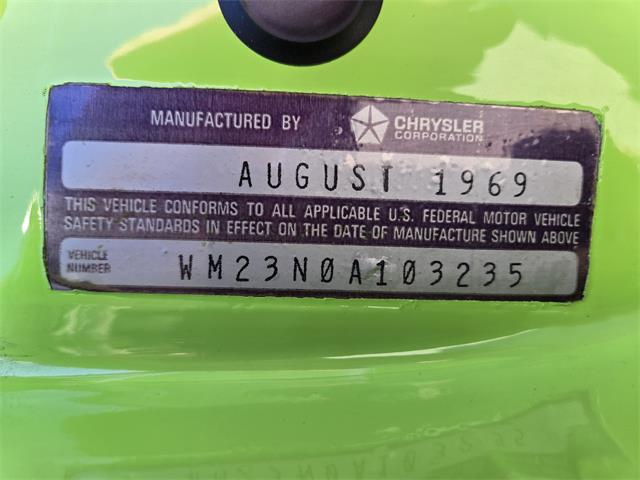 MANUFACTURED BY CHRYSLER CORPORATION
AUGUST 1969
THIS VEHICLE CONFORMS TO ALL APPLICABLE U.S. FEDERAL MOTOR VEHICLE
SAFETY STANDARDS IN EFFECT ON THE DATE OF MANUFACTURE SHOWN ABOVE
VEHICLE NUMBER WM23N0A103235